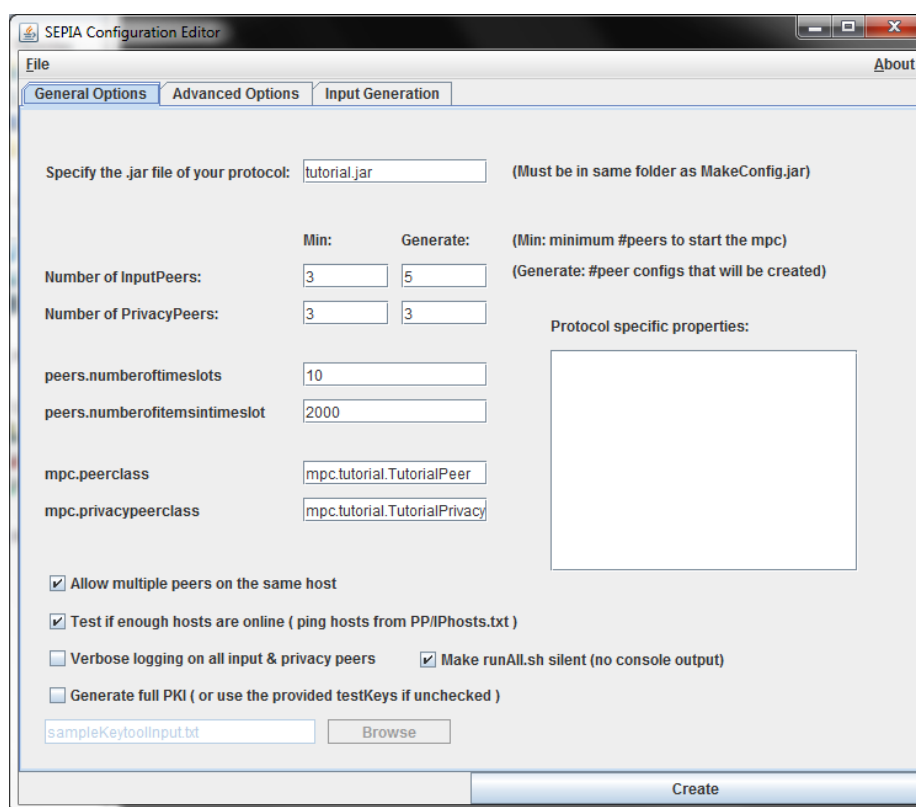 SEPIA Configuration Editor
File About
General Options Advanced Options Input Generation
Specify the .jar file of your protocol: tutorial.jar (Must be in same folder as MakeConfig.jar)
Min: Generate: (Min: minimum #peers to start the mpc)
Number of InputPeers: 3 5 (Generate: #peer configs that will be created)
Number of PrivacyPeers: 3 3
Protocol specific properties:
peers.numberoftimeslots 10
peers.numberofitemsintimeslot 2000
mpc.peerclass mpc.tutorial.TutorialPeer
mpc.privacypeerclass mpc.tutorial.TutorialPrivacy
Allow multiple peers on the same host
Test if enough hosts are online ( ping hosts from PP/IPhosts.txt )
Verbose logging on all input & privacy peers Make runAll.sh silent (no console output)
Generate full PKI ( or use the provided testKeys if unchecked )
sampleKeytoolInput.txt Browse
Create